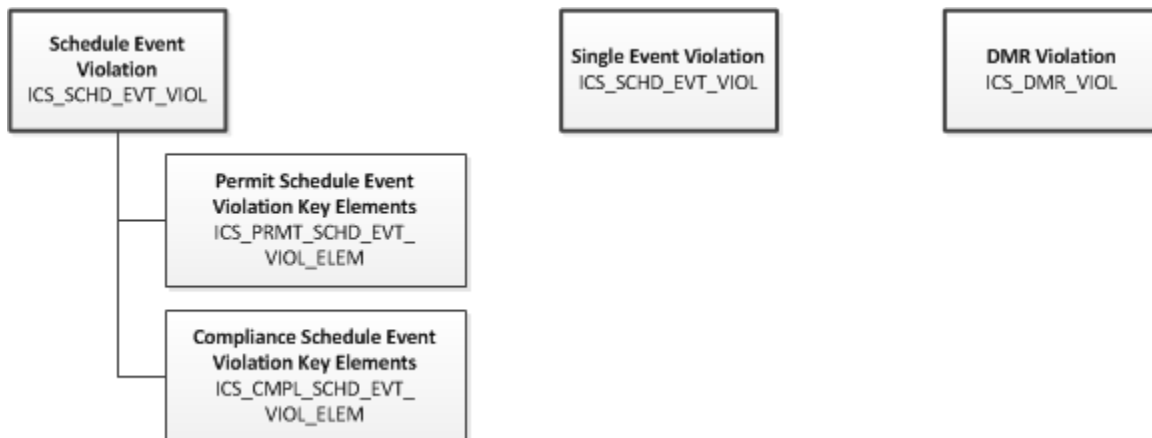 Schedule Event
Violation
ICS_SCHD_EVT_VIOL
Single Event Violation
ICS_SCHD_EVT_VIOL
DMR Violation
ICS_DMR_VIOL
Permit Schedule Event
Violation Key Elements
ICS_PRMT_SCHD_EVT_
VIOL_ELEM
Compliance Schedule Event
Violation Key Elements
ICS_CMPL_SCHD_EVT_
VIOL_ELEM